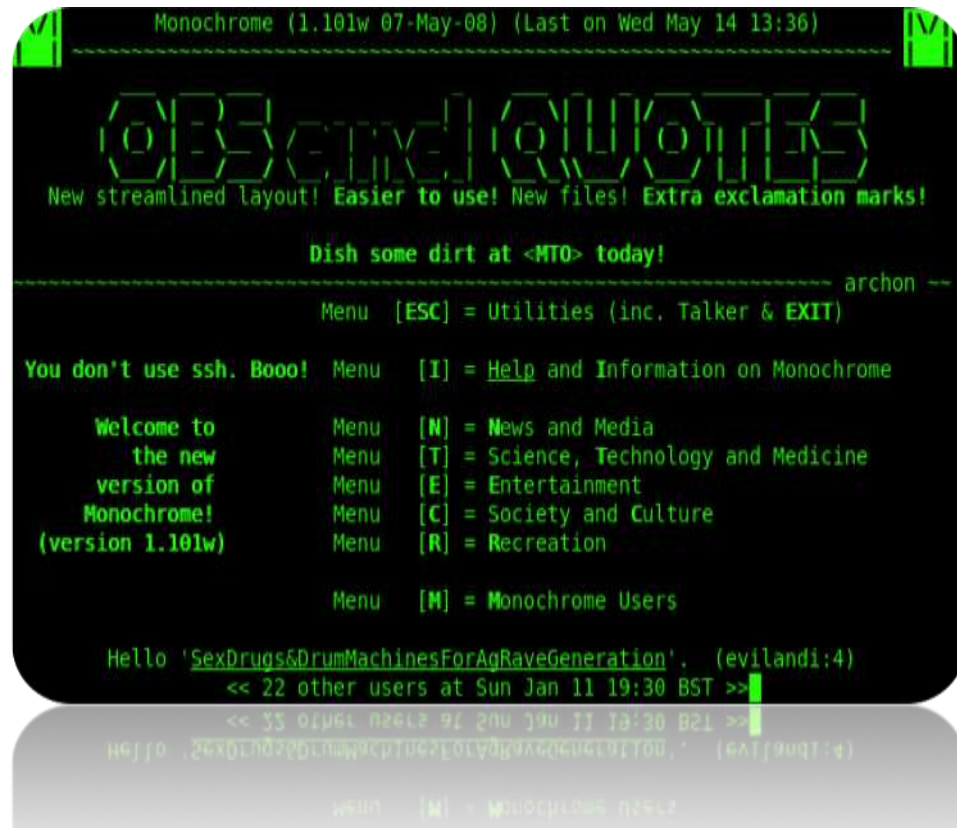 Monochrome (1.101w 07-May-08) (Last on Wed May 14 13:36)
OBS and QUOTES
New streamlined layout! Easier to use! New files! Extra exclamation marks!
Dish some dirt at <MTO> today!
archon
Menu [ESC] = Utilities (inc. Talker & EXIT)
You don't use ssh. Booo! Menu [I] = Help and Information on Monochrome
Welcome to Menu [N] = News and Media
the new Menu [T] = Science, Technology and Medicine
version of Menu [E] = Entertainment
Monochrome! Menu [C] = Society and Culture
(version 1.101w) Menu [R] = Recreation
Menu [M] = Monochrome Users
Hello 'SexDrugs&DrumMachinesForAgRaveGeneration'. (evilandi:4)
<< 22 other users at Sun Jan 11 19:30 BST >>